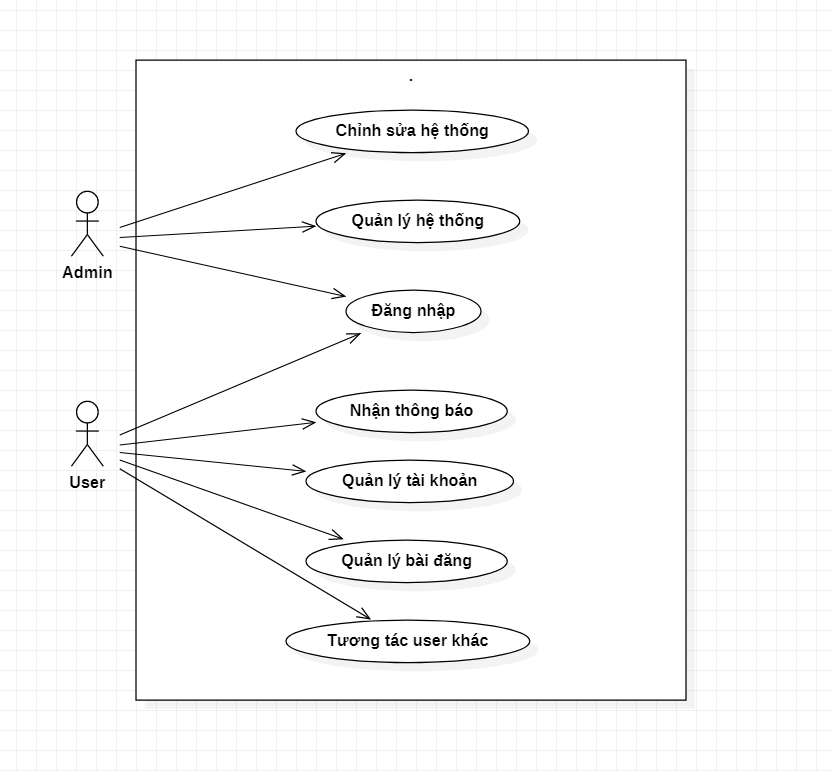 .
Chỉnh sửa hệ thống
Quản lý hệ thống
Admin
Đăng nhập
Nhận thông báo
Quản lý tài khoản
User
Quản lý bài đăng
Tương tác user khác